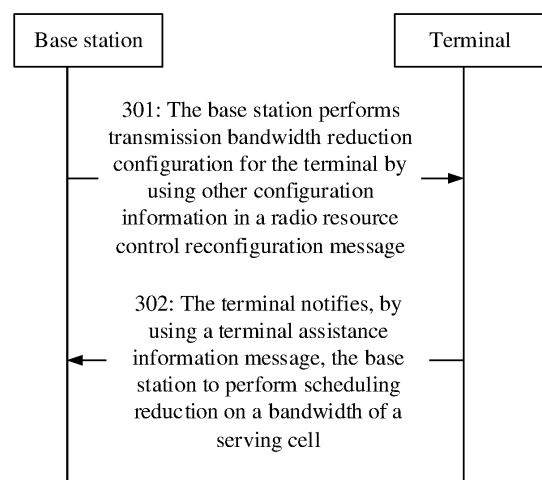 Base station
Terminal
301: The base station performs
transmission bandwidth reduction
configuration for the terminal by
using other configuration
information in a radio resource
control reconfiguration message
302: The terminal notifies, by
using a terminal assistance
information message, the base
station to perform scheduling
reduction on a bandwidth of a
serving cell